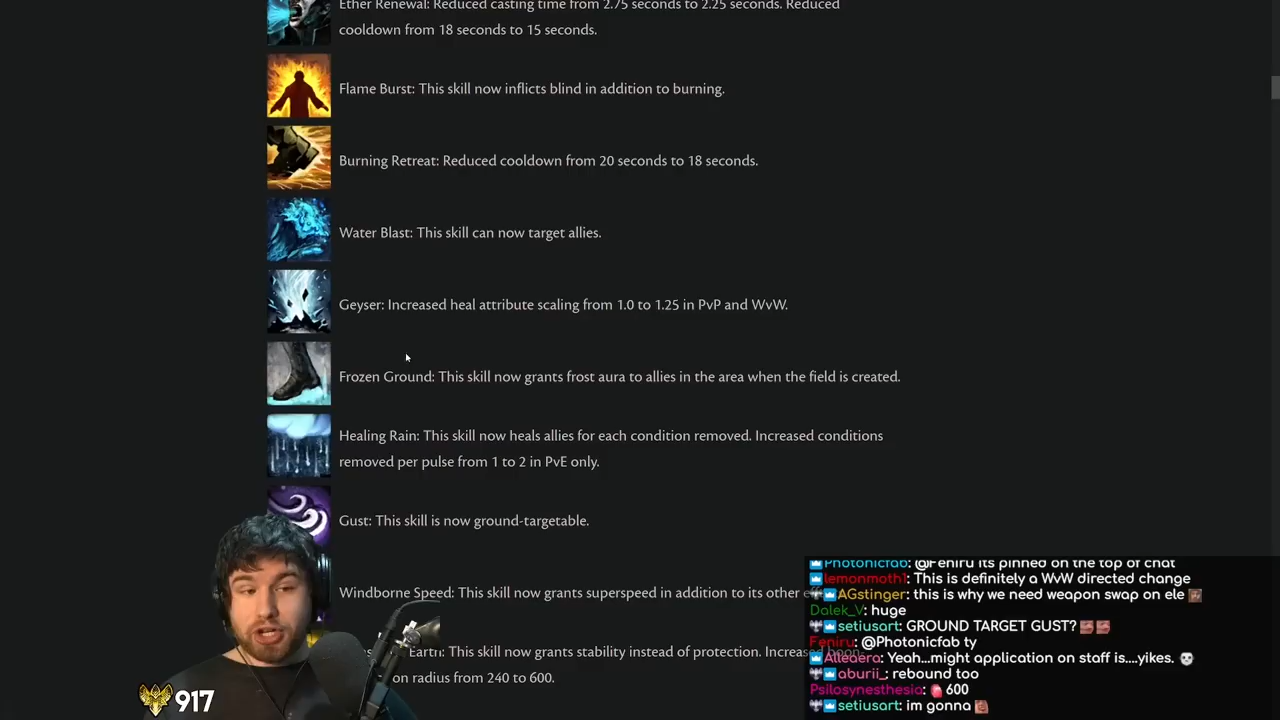 Ether Renewal: Reduced casting time from 2.75 seconds to 2.25 seconds. Reduced
cooldown from 18 seconds to 15 seconds.
Flame Burst: This skill now inflicts blind in addition to burning.
Burning Retreat: Reduced cooldown from 20 seconds to 18 seconds.
Water Blast: This skill can now target allies.
Geyser: Increased heal attribute scaling from 1.0 to 1.25 in PvP and WvW.
Frozen Ground: This skill now grants frost aura to allies in the area when the field is created.
Healing Rain: This skill now heals allies for each condition removed. Increased conditions
removed per pulse from 1 to 2 in PvE only.
Gust: This skill is now ground-targetable.
Windborne Speed: This skill now grants superspeed in addition to its other
Earth: This skill now grants stability instead of protection.
on radius from 240 to 600.
Photonicfab: @Feniru its pinned on the top of chat
lemonmoth1: This is definitely a WvW directed change
AGstinger: this is why we need weapon swap on ele
Dalek_V: huge
setiusart: GROUND TARGET GUST?
Feniru: @Photonicfab ty
Alleaera: Yeah...might application on staff is....yikes.
aburii_: rebound too
Psilosynesthesia: 600
setiusart: im gonna
917